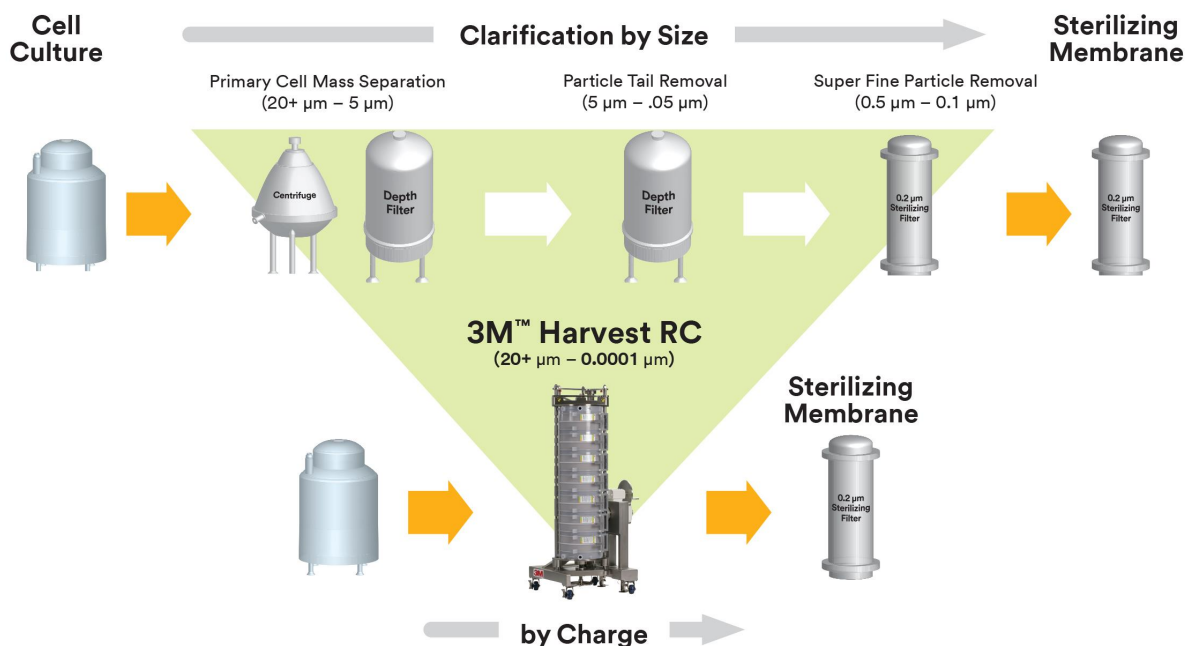 Cell
Culture
Clarification by Size
Sterilizing
Membrane
Primary Cell Mass Separation
(20+ µm – 5 µm)
Particle Tail Removal
(5 µm – .05 µm)
Super Fine Particle Removal
(0.5 µm – 0.1 µm)
Centrifuge
Depth
Filter
Depth
Filter
0.2 µm
Sterilizing
Filter
0.2 µm
Sterilizing
Filter
3M™ Harvest RC
(20+ µm – 0.0001 µm)
Sterilizing
Membrane
0.2 µm
Sterilizing
Filter
3M
by Charge